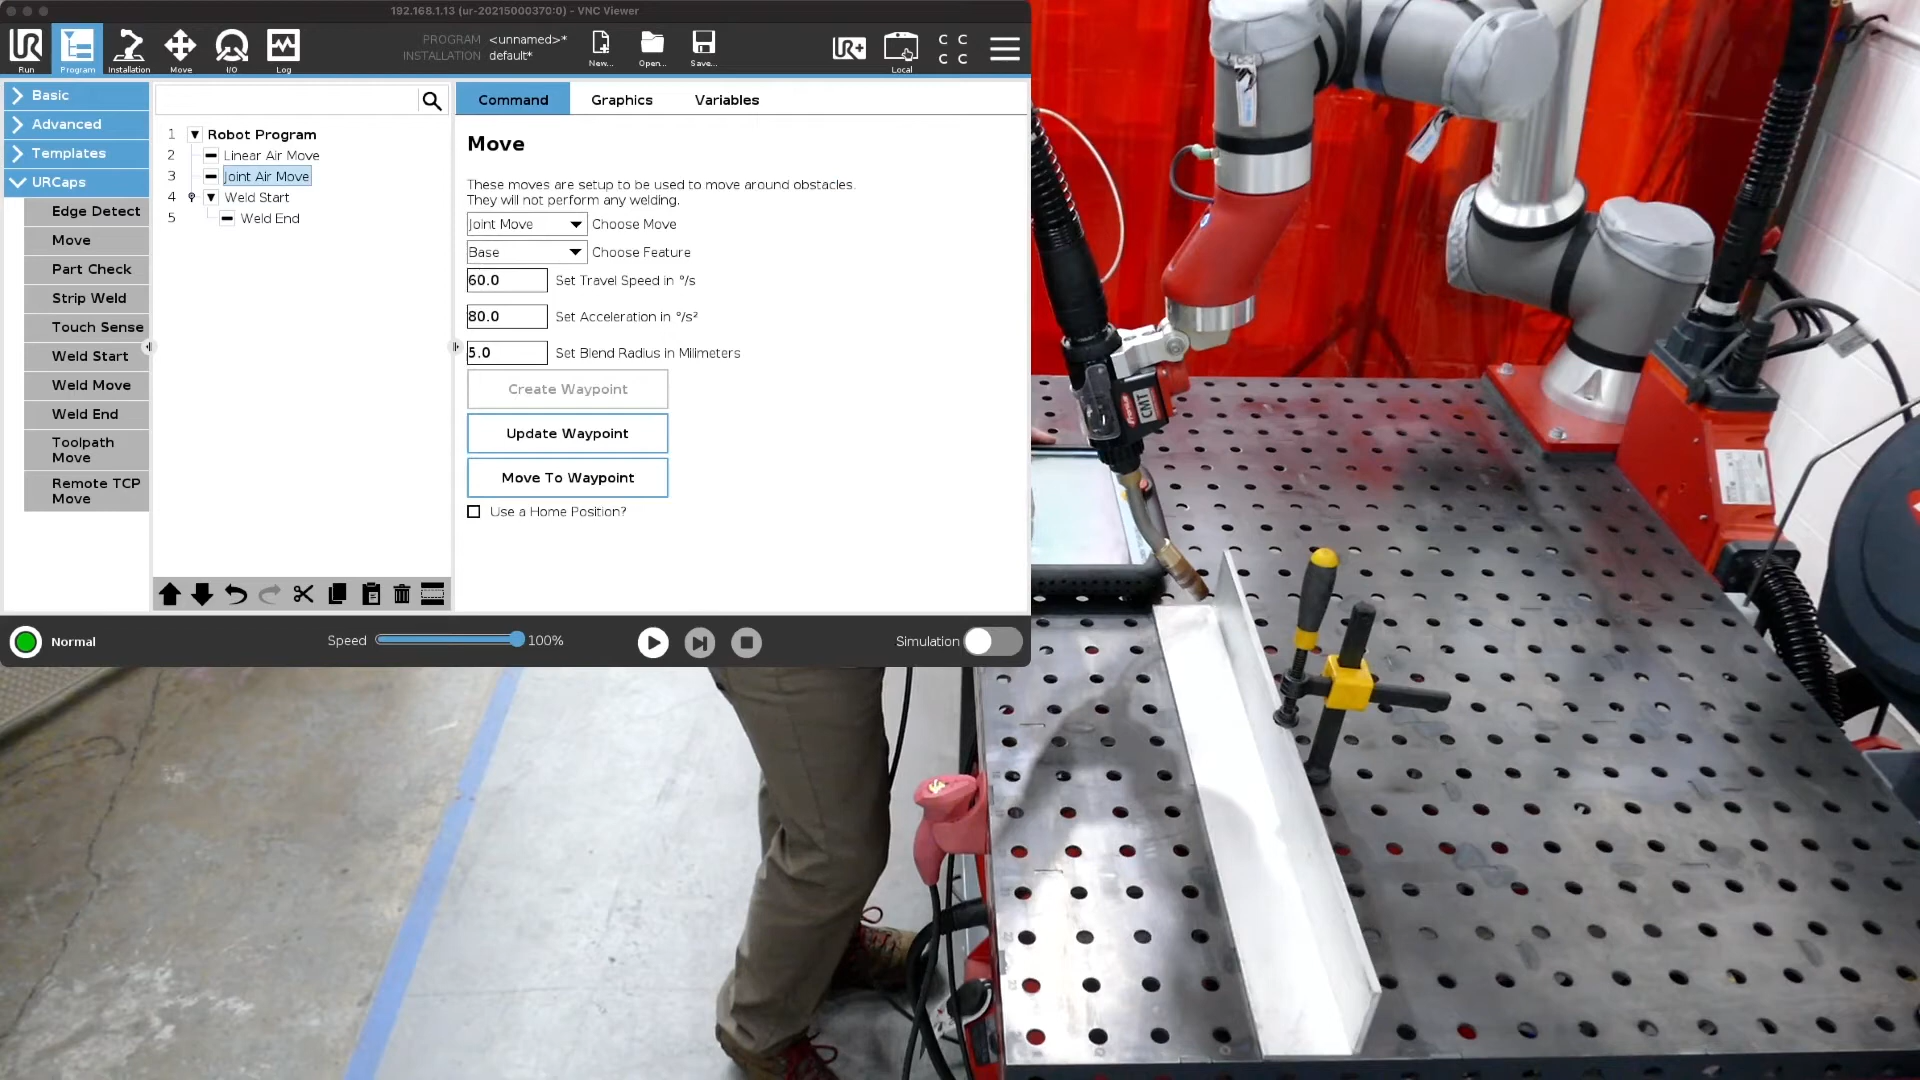 192.168.1.13 (ur-20215000370:0) - VNC Viewer
Run
Program
Installation
Move
I/O
Log
PROGRAM <unnamed>*
INSTALLATION default*
New...
Open...
Save...
UR+
Local
C C
C C
Basic
Advanced
Templates
URCaps
Edge Detect
Move
Part Check
Strip Weld
Touch Sense
Weld Start
Weld Move
Weld End
Toolpath
Move
Remote TCP
Move
1 Robot Program
2 Linear Air Move
3 Joint Air Move
4 Weld Start
5 Weld End
Command Graphics Variables
Move
These moves are setup to be used to move around obstacles.
They will not perform any welding.
Joint Move Choose Move
Base Choose Feature
60.0 Set Travel Speed in °/s
80.0 Set Acceleration in °/s²
5.0 Set Blend Radius in Milimeters
Create Waypoint
Update Waypoint
Move To Waypoint
Use a Home Position?
Normal
Speed 100%
Simulation
CMT